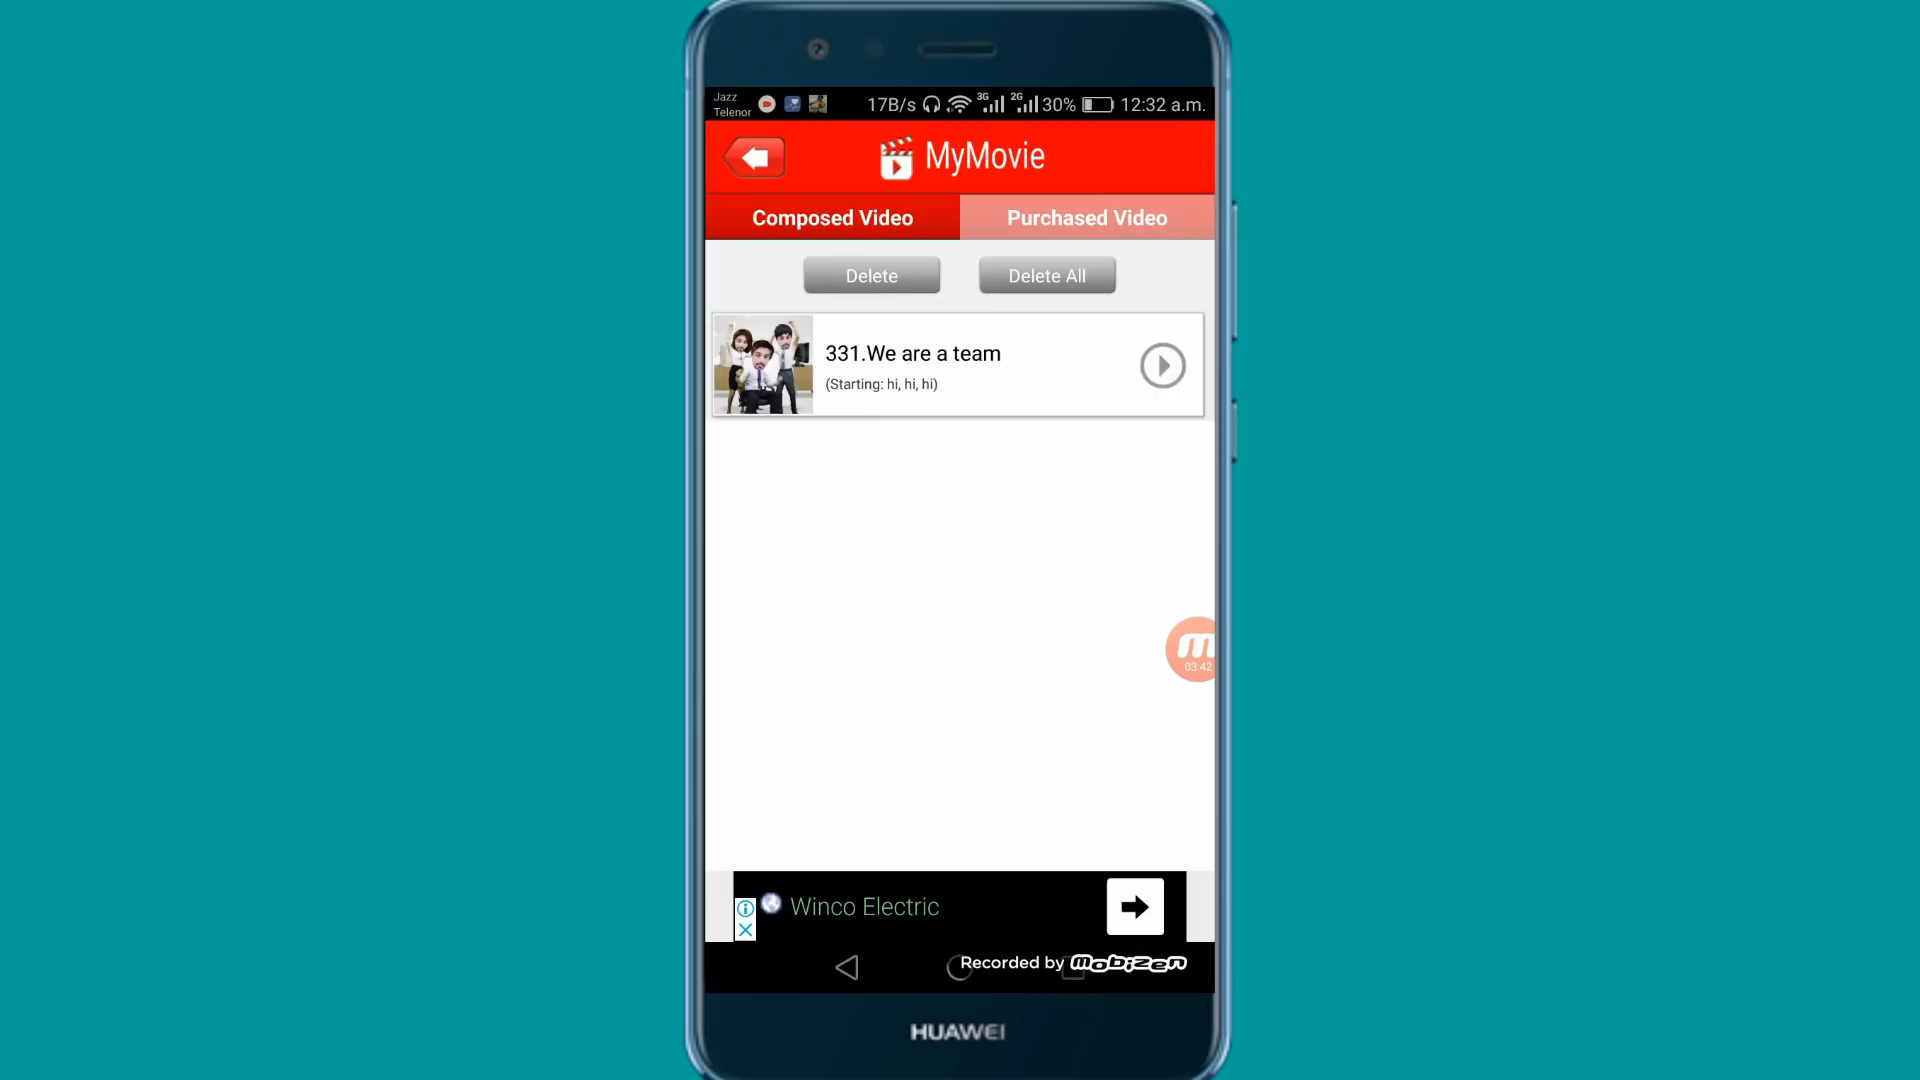 Jazz
Telenor
17B/s 3G 2G 30% 12:32 a.m.
MyMovie
Composed Video
Purchased Video
Delete
Delete All
331.We are a team
(Starting: hi, hi, hi)
m
03:42
Winco Electric
Recorded by mobizen
HUAWEI